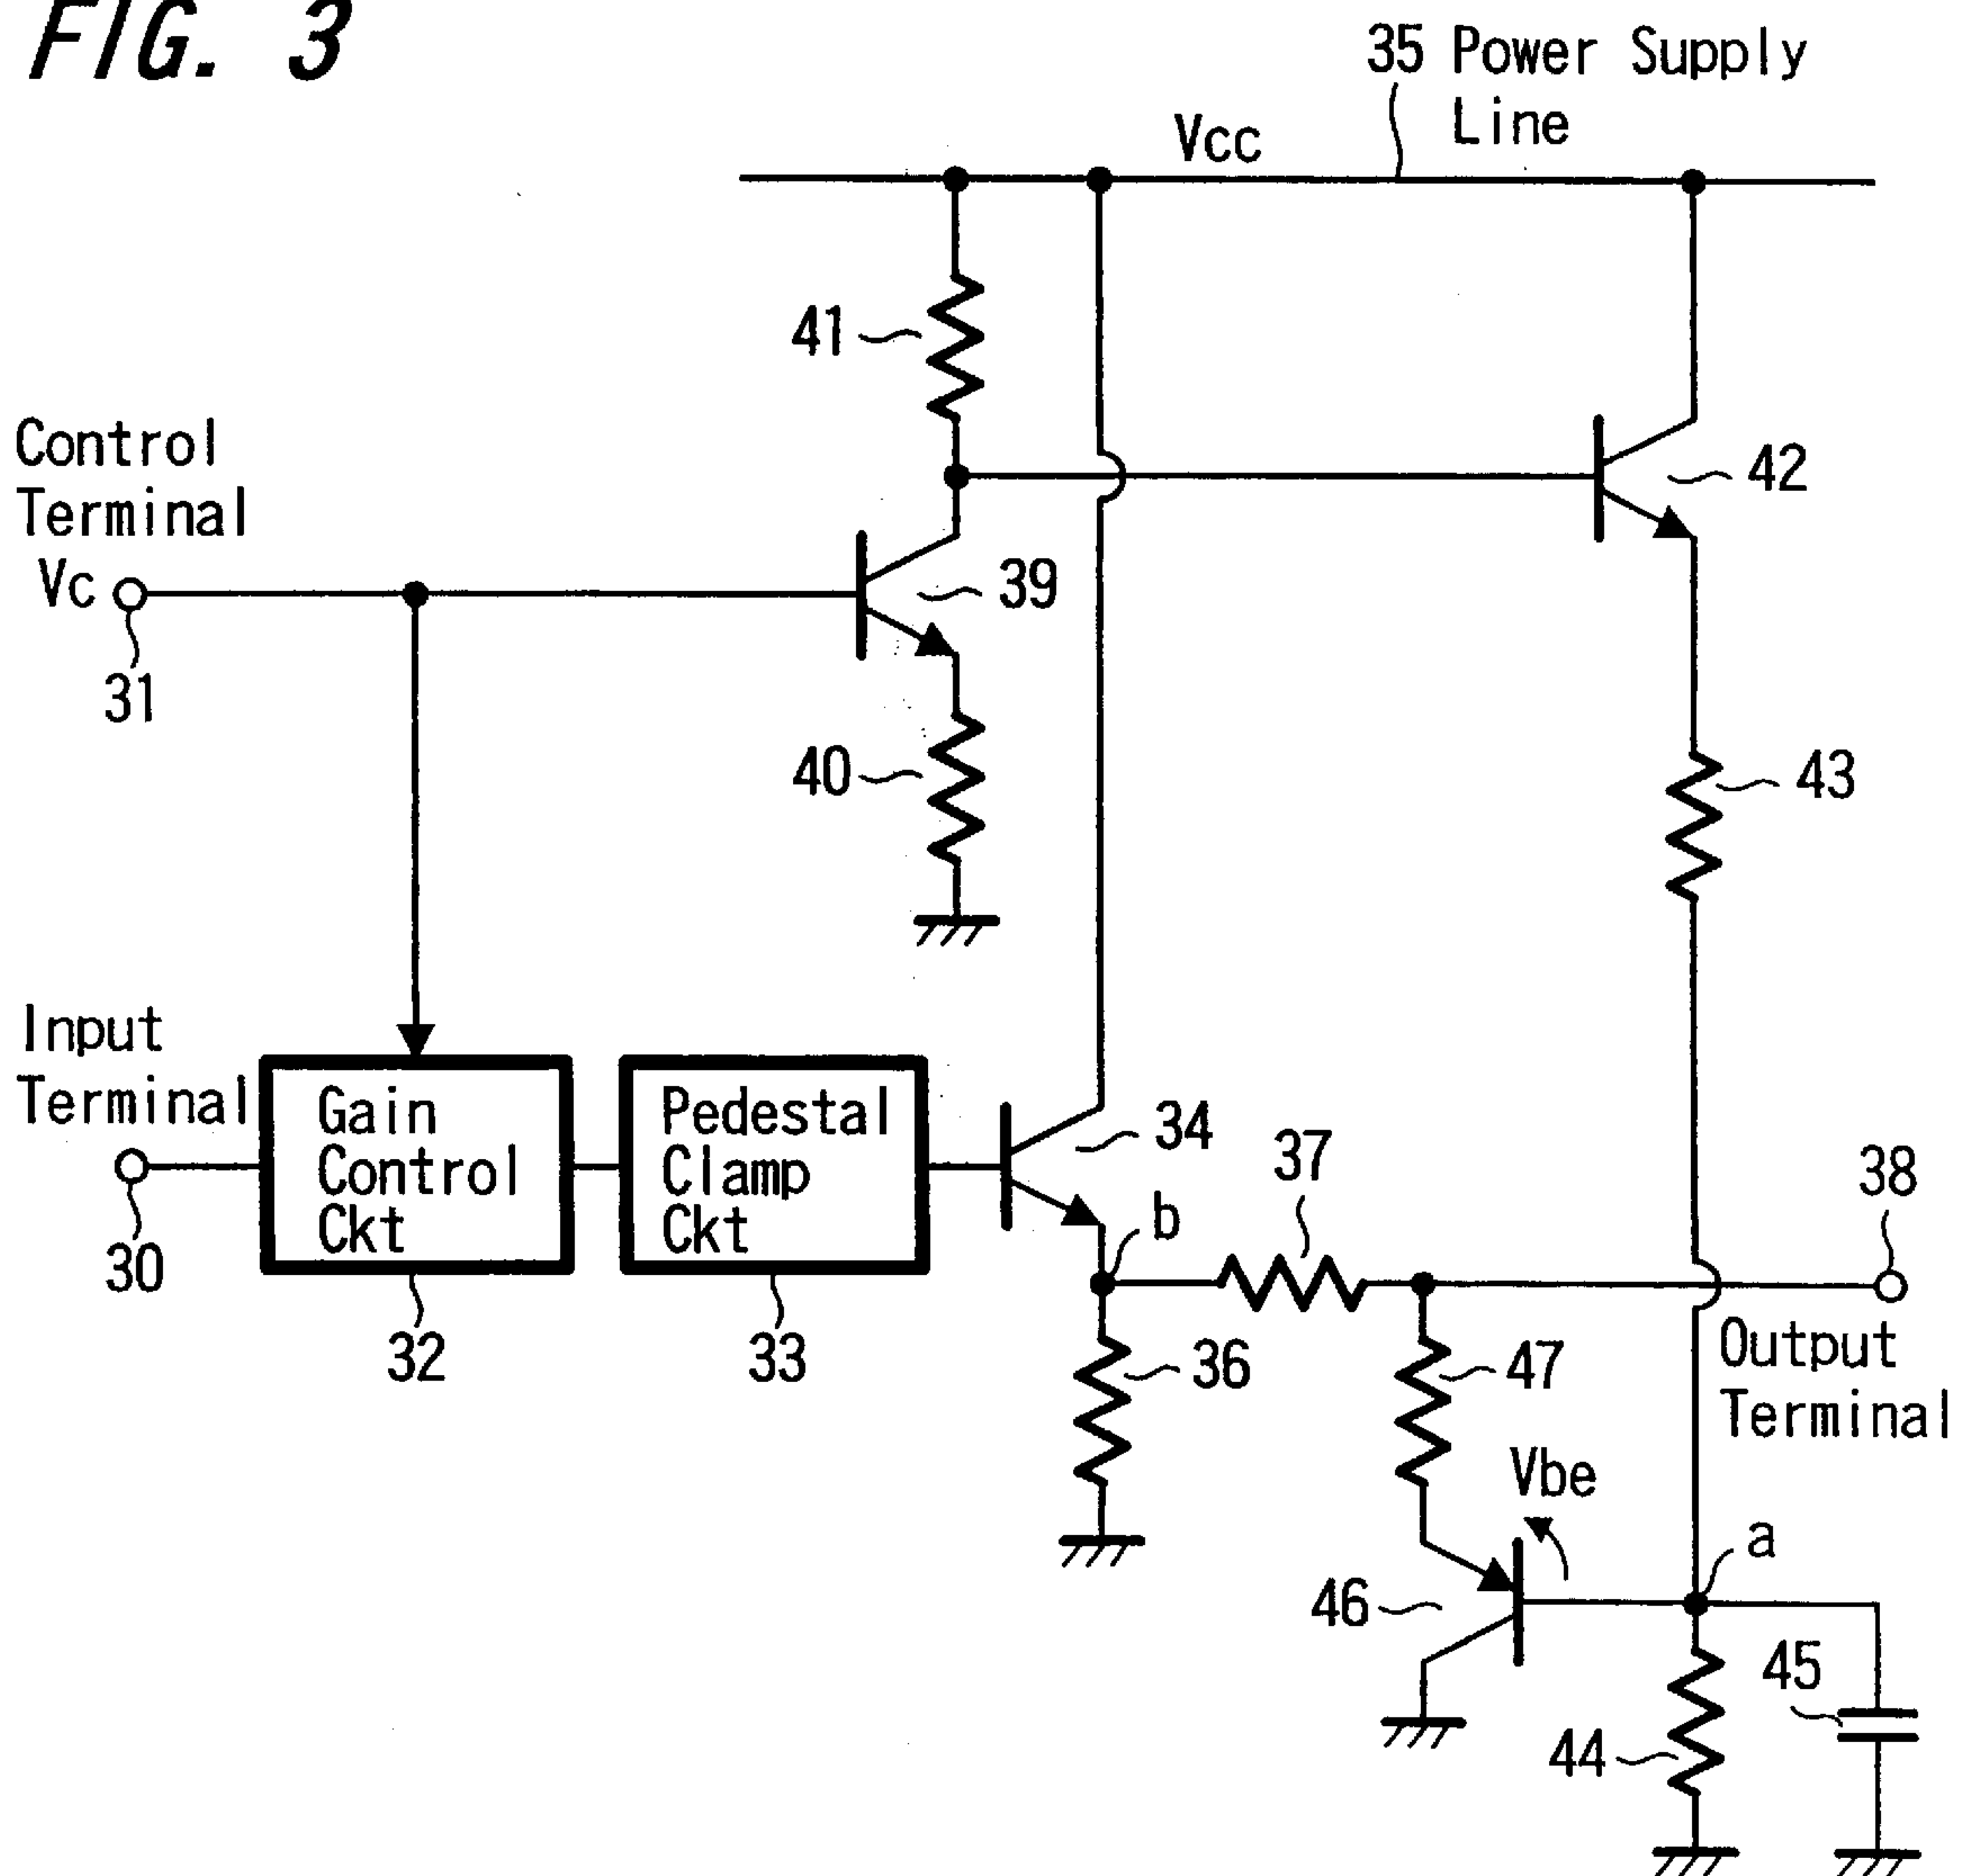 FIG. 3
35 Power Supply
Line
Vcc
41
Control
Terminal
Vc
31
42
39
40
43
Input
Terminal
30
Gain
Control
Ckt
32
Pedestal
Clamp
Ckt
33
34
b
37
38
36
47
Output
Terminal
Vbe
a
46
45
44